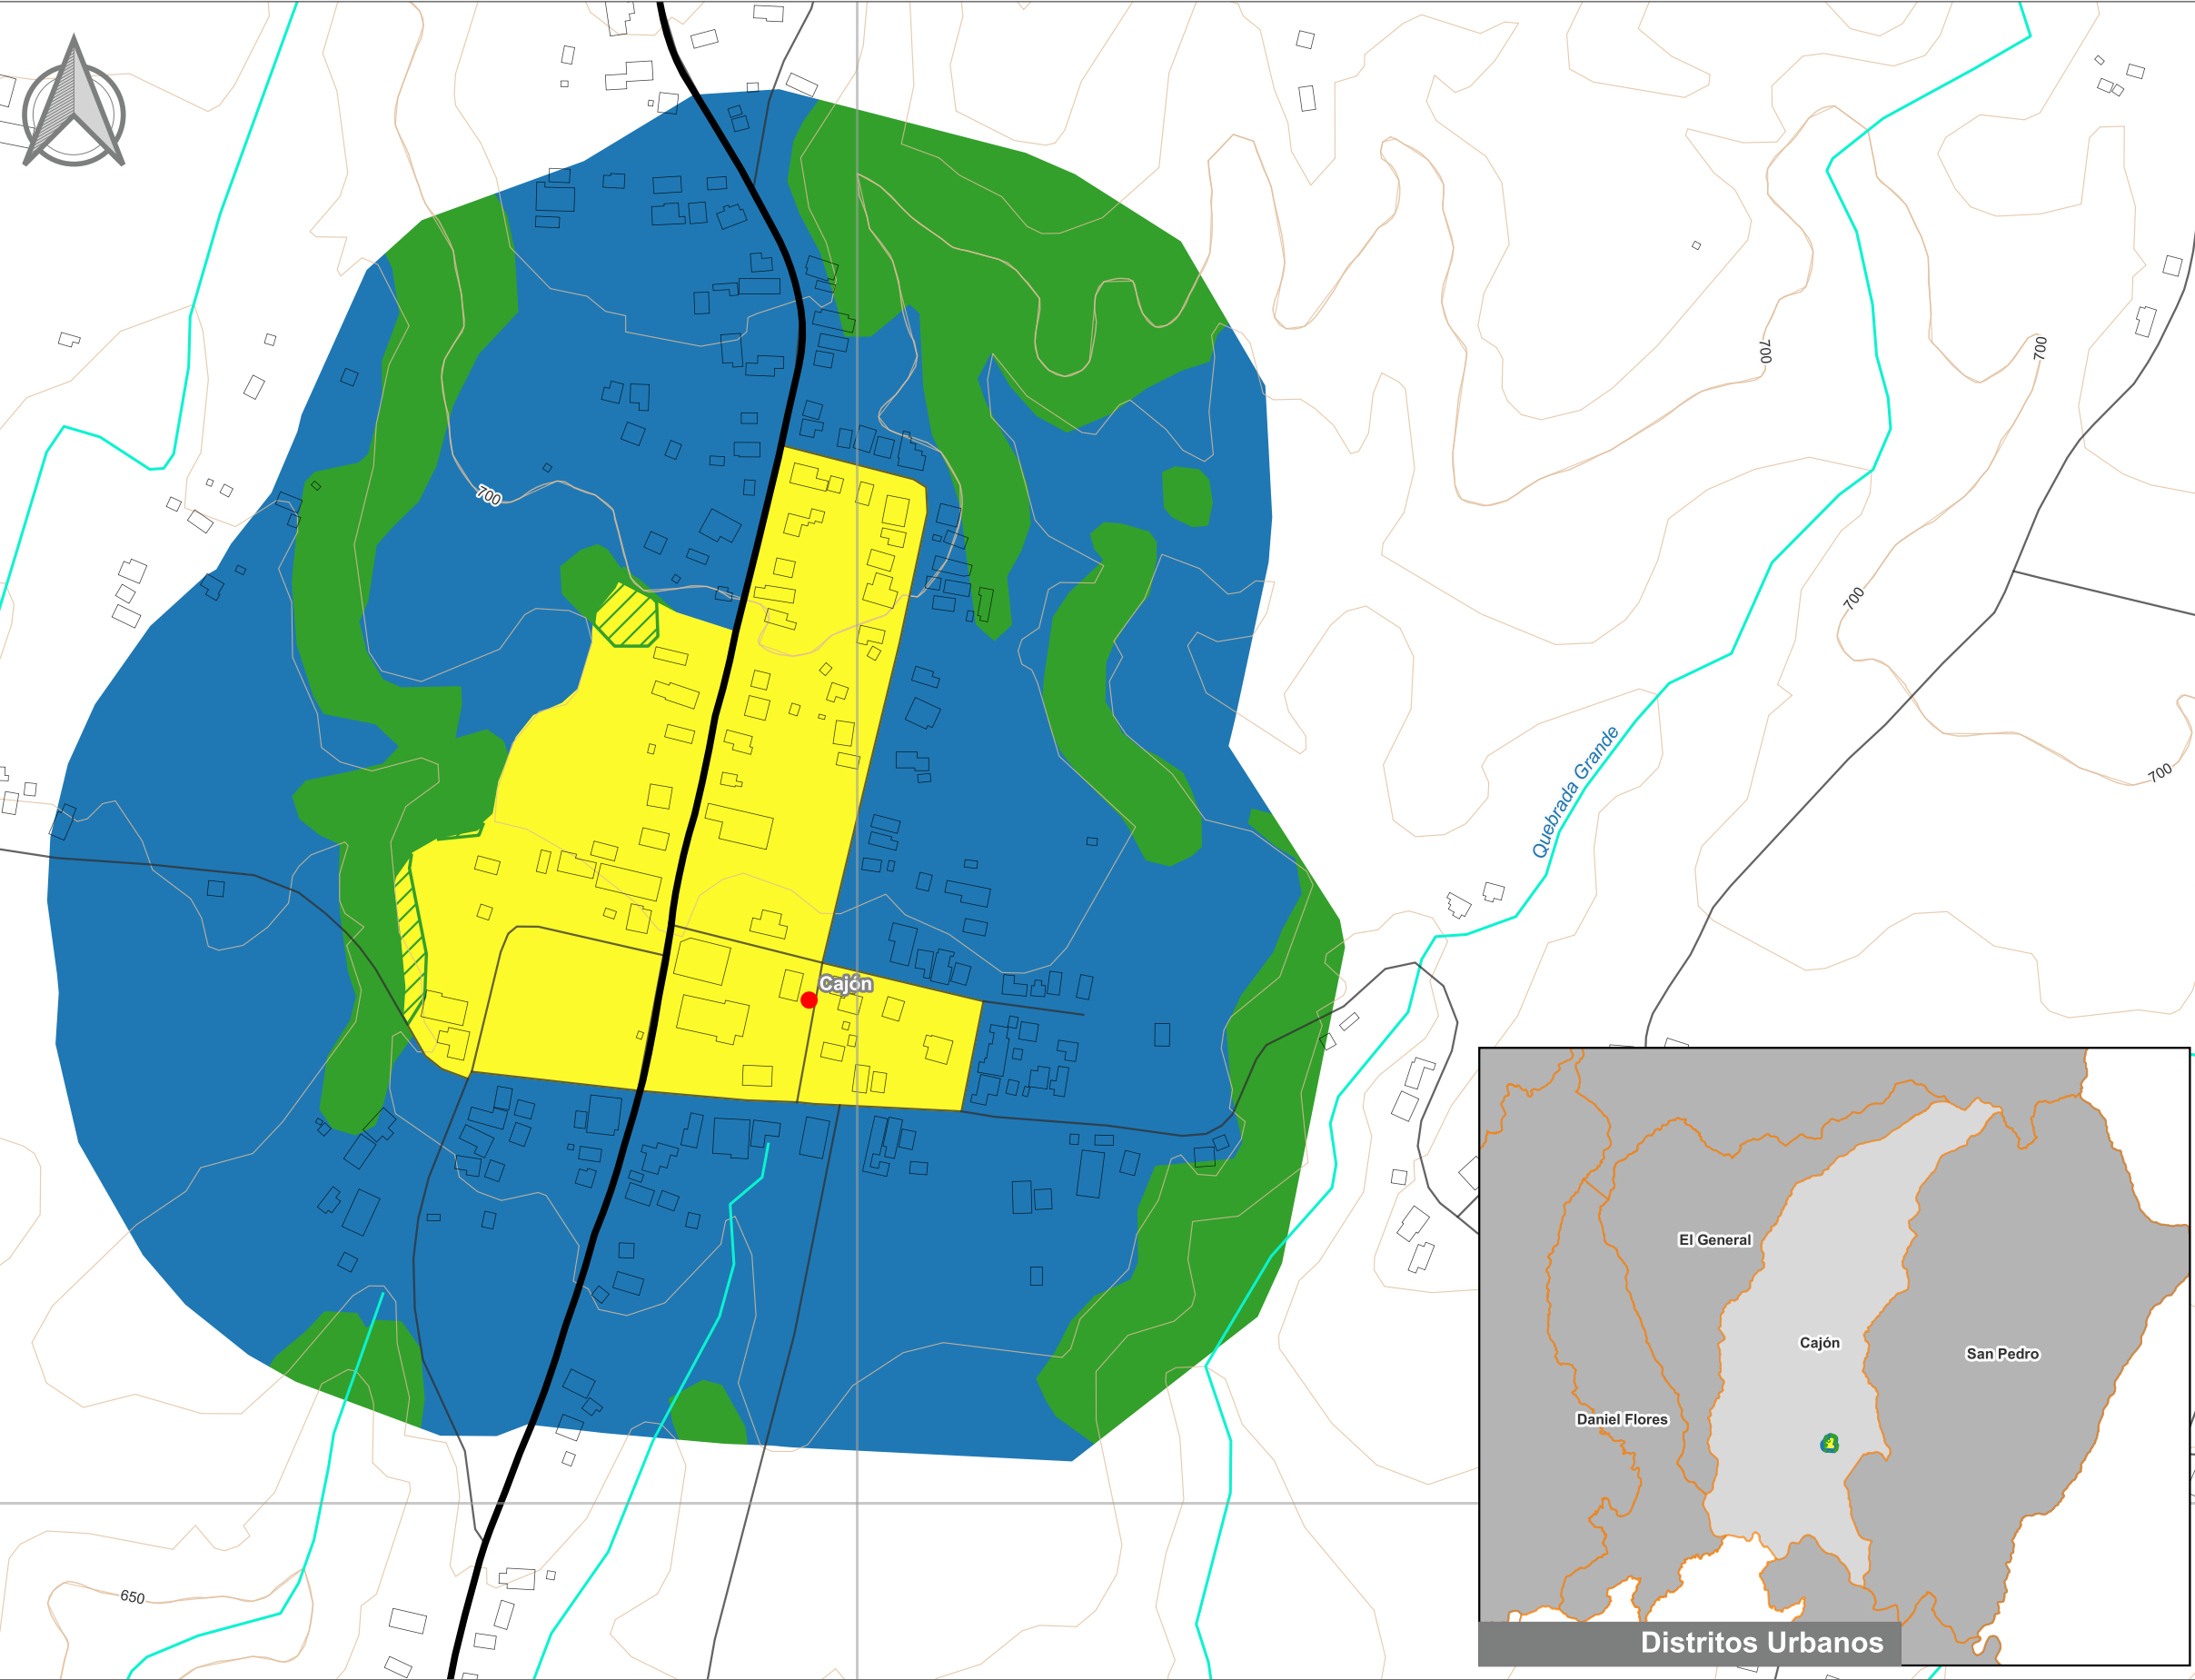 700
700
700
700
700
Quebrada Grande
Cajón
El General
Cajón
San Pedro
Daniel Flores
650
Distritos Urbanos